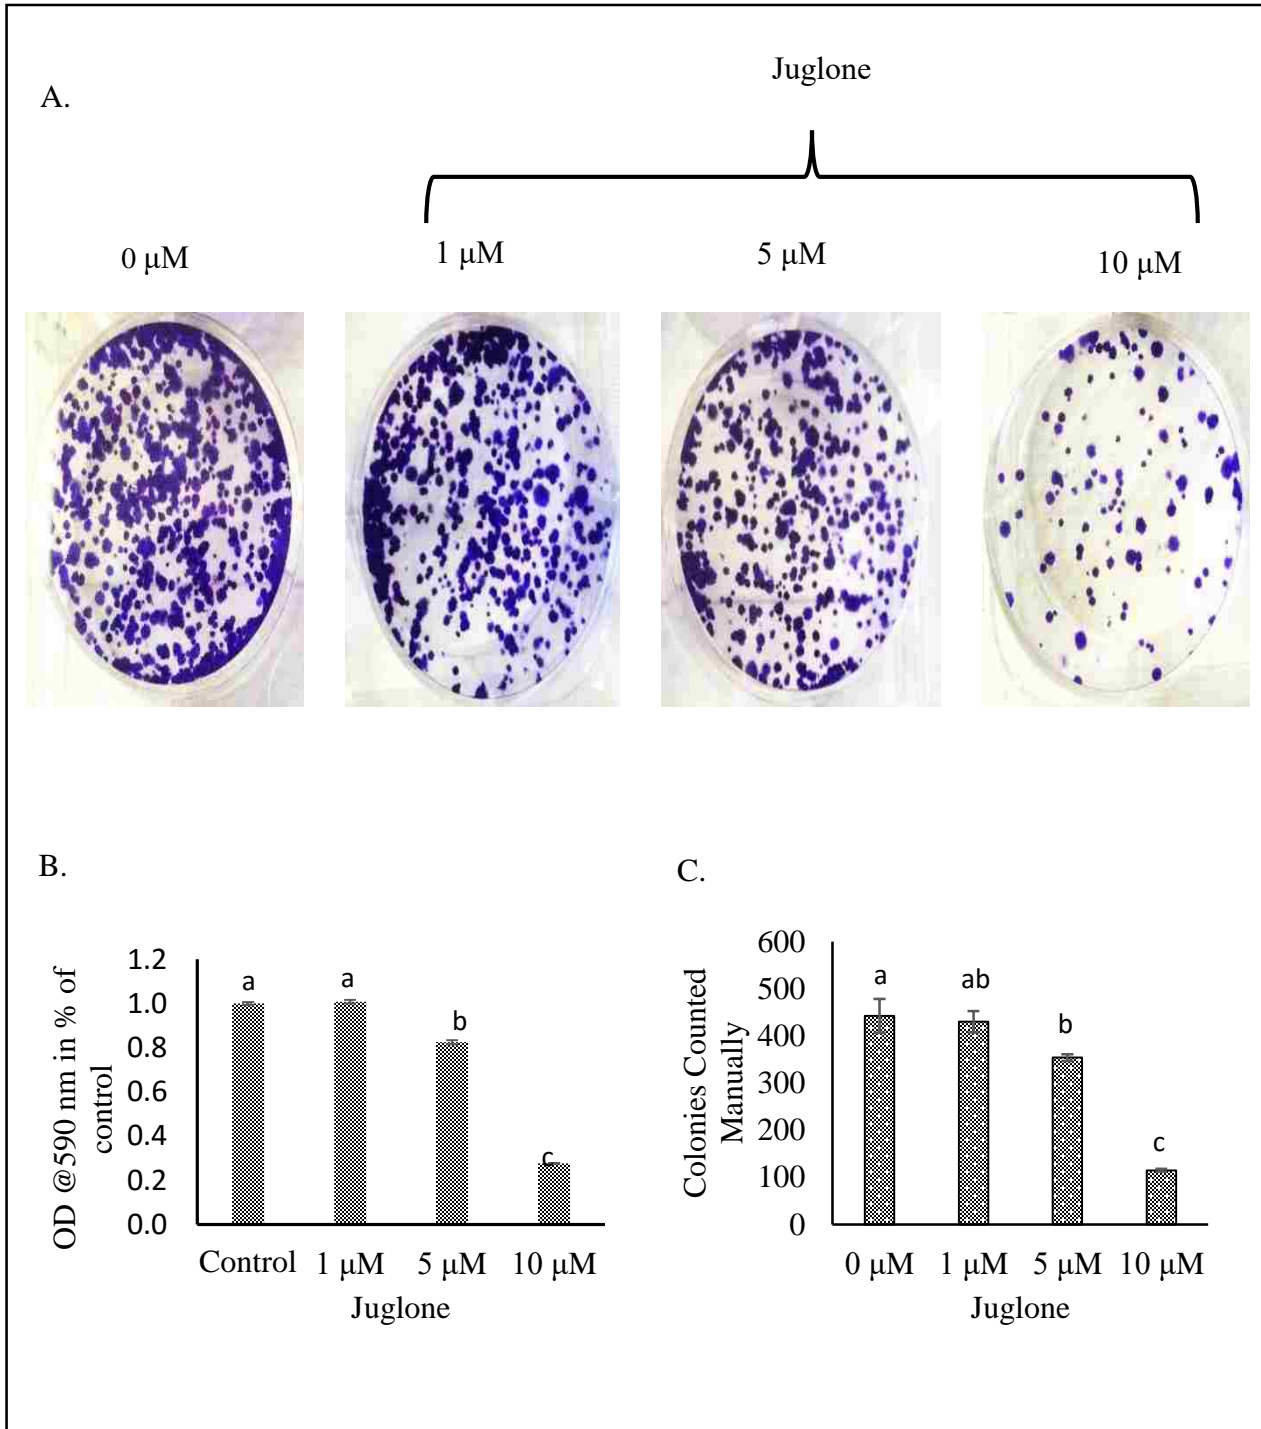 A.
Juglone
0 μM
1 μM
5 μM
10 μM
B.
OD @590 nm in % of
control
1.2
1.0
0.8
0.6
0.4
0.2
0.0
a
a
b
c
Control
1 μM
5 μM
10 μM
Juglone
C.
Colonies Counted
Manually
600
500
400
300
200
100
0
a
ab
b
c
0 μM
1 μM
5 μM
10 μM
Juglone